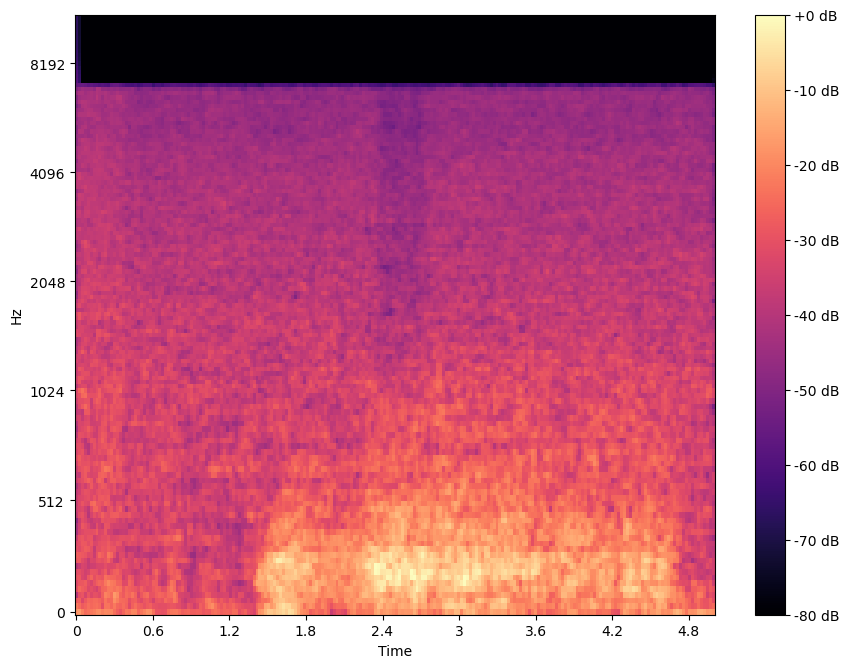 +0 dB
8192
-10 dB
4096
-20 dB
-30 dB
2048
Hz
-40 dB
1024
-50 dB
512
-60 dB
-70 dB
0
-80 dB
0 0.6 1.2 1.8 2.4 3 3.6 4.2 4.8
Time